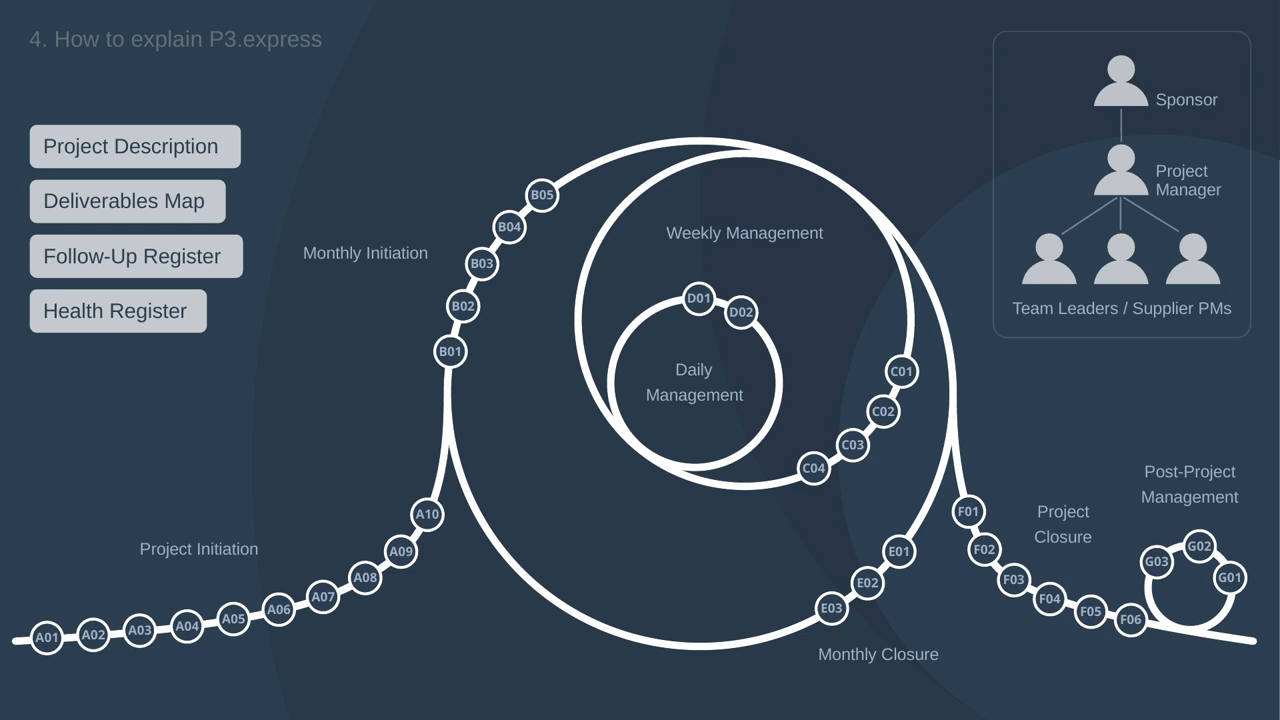 4. How to explain P3.express
Project Description
Deliverables Map
Follow-Up Register
Health Register
Sponsor
Project
Manager
Team Leaders / Supplier PMs
Project Initiation
A01
A02
A03
A04
A05
A06
A07
A08
A09
A10
Monthly Initiation
B01
B02
B03
B04
B05
Weekly Management
C01
C02
C03
C04
Daily
Management
D01
D02
Monthly Closure
E01
E02
E03
Project
Closure
F01
F02
F03
F04
F05
F06
Post-Project
Management
G01
G02
G03